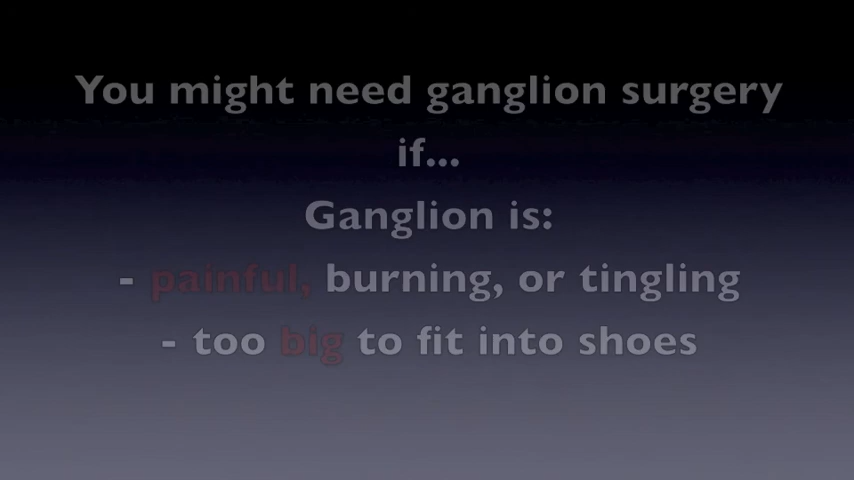 You might need ganglion surgery
if...
Ganglion is:
- painful, burning, or tingling
- too big to fit into shoes